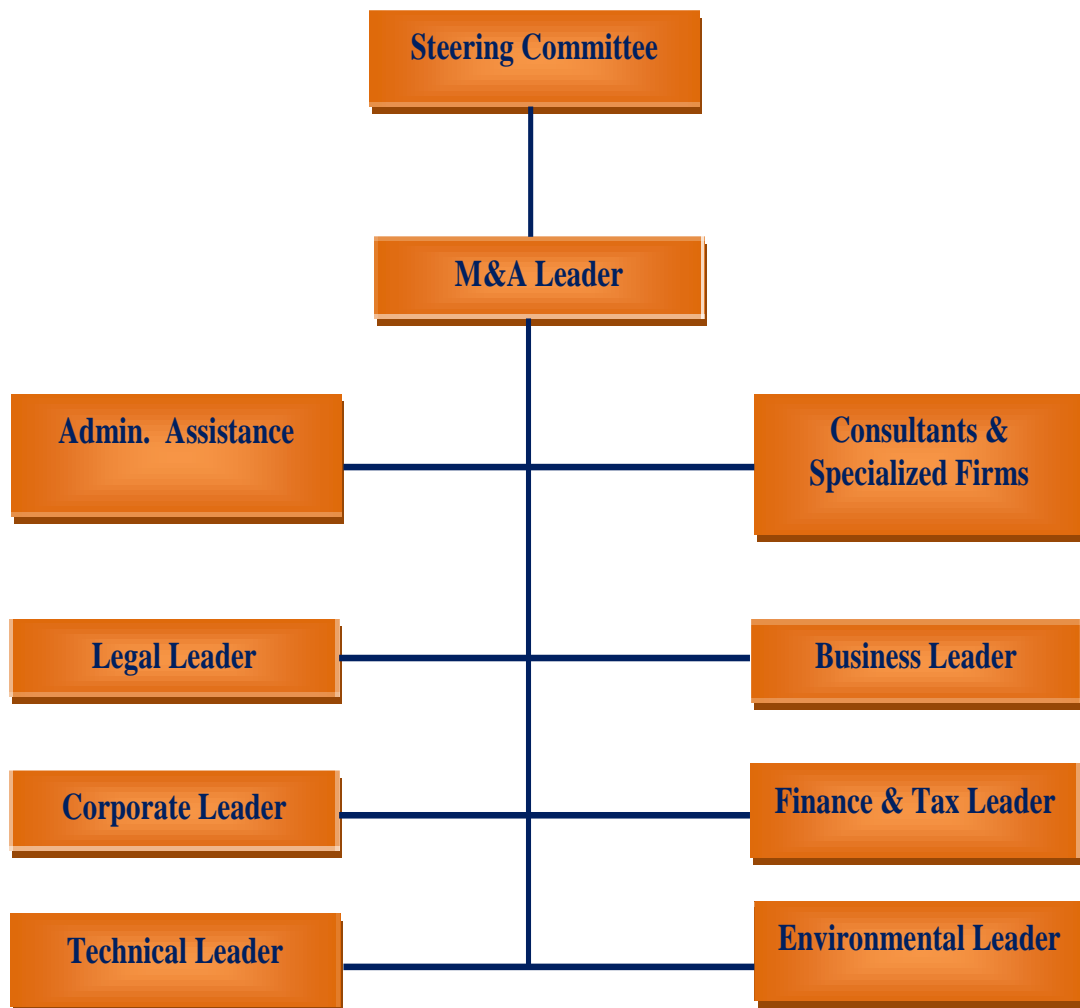 Steering Committee
M&A Leader
Admin. Assistance
Consultants &
Specialized Firms
Legal Leader
Business Leader
Corporate Leader
Finance & Tax Leader
Technical Leader
Environmental Leader